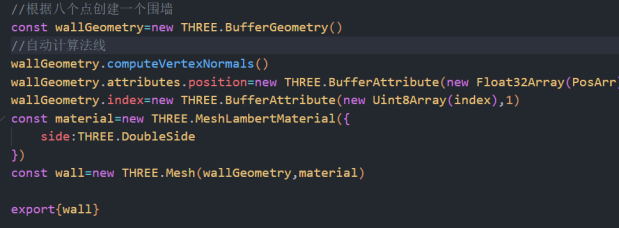 //根据八个点创建一个围墙
const wallGeometry=new THREE.BufferGeometry()
//自动计算法线
wallGeometry.computeVertexNormals()
wallGeometry.attributes.position=new THREE.BufferAttribute(new Float32Array(PosArr)
wallGeometry.index=new THREE.BufferAttribute(new Uint8Array(index),1)
const material=new THREE.MeshLambertMaterial({
    side:THREE.DoubleSide
})
const wall=new THREE.Mesh(wallGeometry,material)
export{wall}